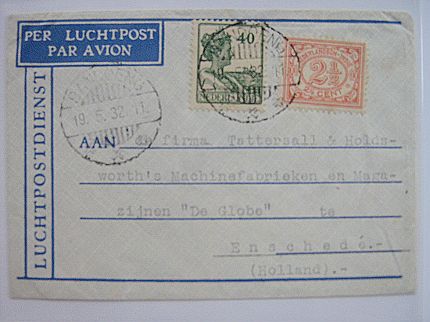 PER LUCHTPOST
PAR AVION
LUCHTPOSTDIENST
40
2½
CENT
19.5.32
AAN de firma Tattersall & Holds-
worth's Machinefabrieken en Maga-
zijnen "De Globe" te
Enschedé.-
(Holland).-